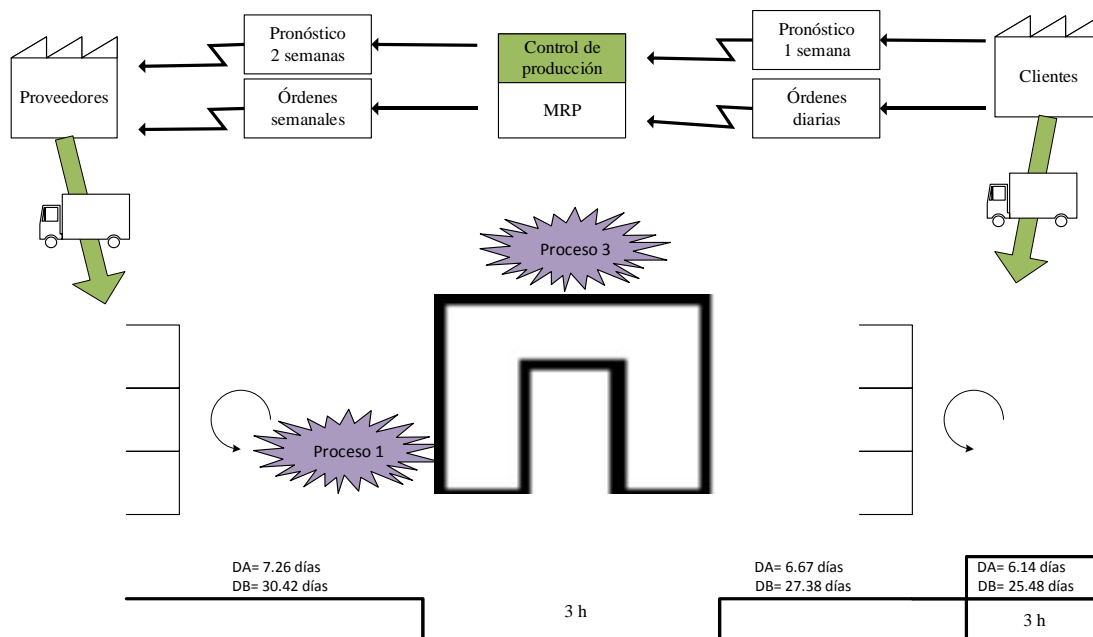 Proveedores
Pronóstico
2 semanas
Órdenes
semanales
Control de
producción
MRP
Pronóstico
1 semana
Órdenes
diarias
Clientes
Proceso 3
Proceso 1
DA= 7.26 días
DB= 30.42 días
3 h
DA= 6.67 días
DB= 27.38 días
DA= 6.14 días
DB= 25.48 días
3 h